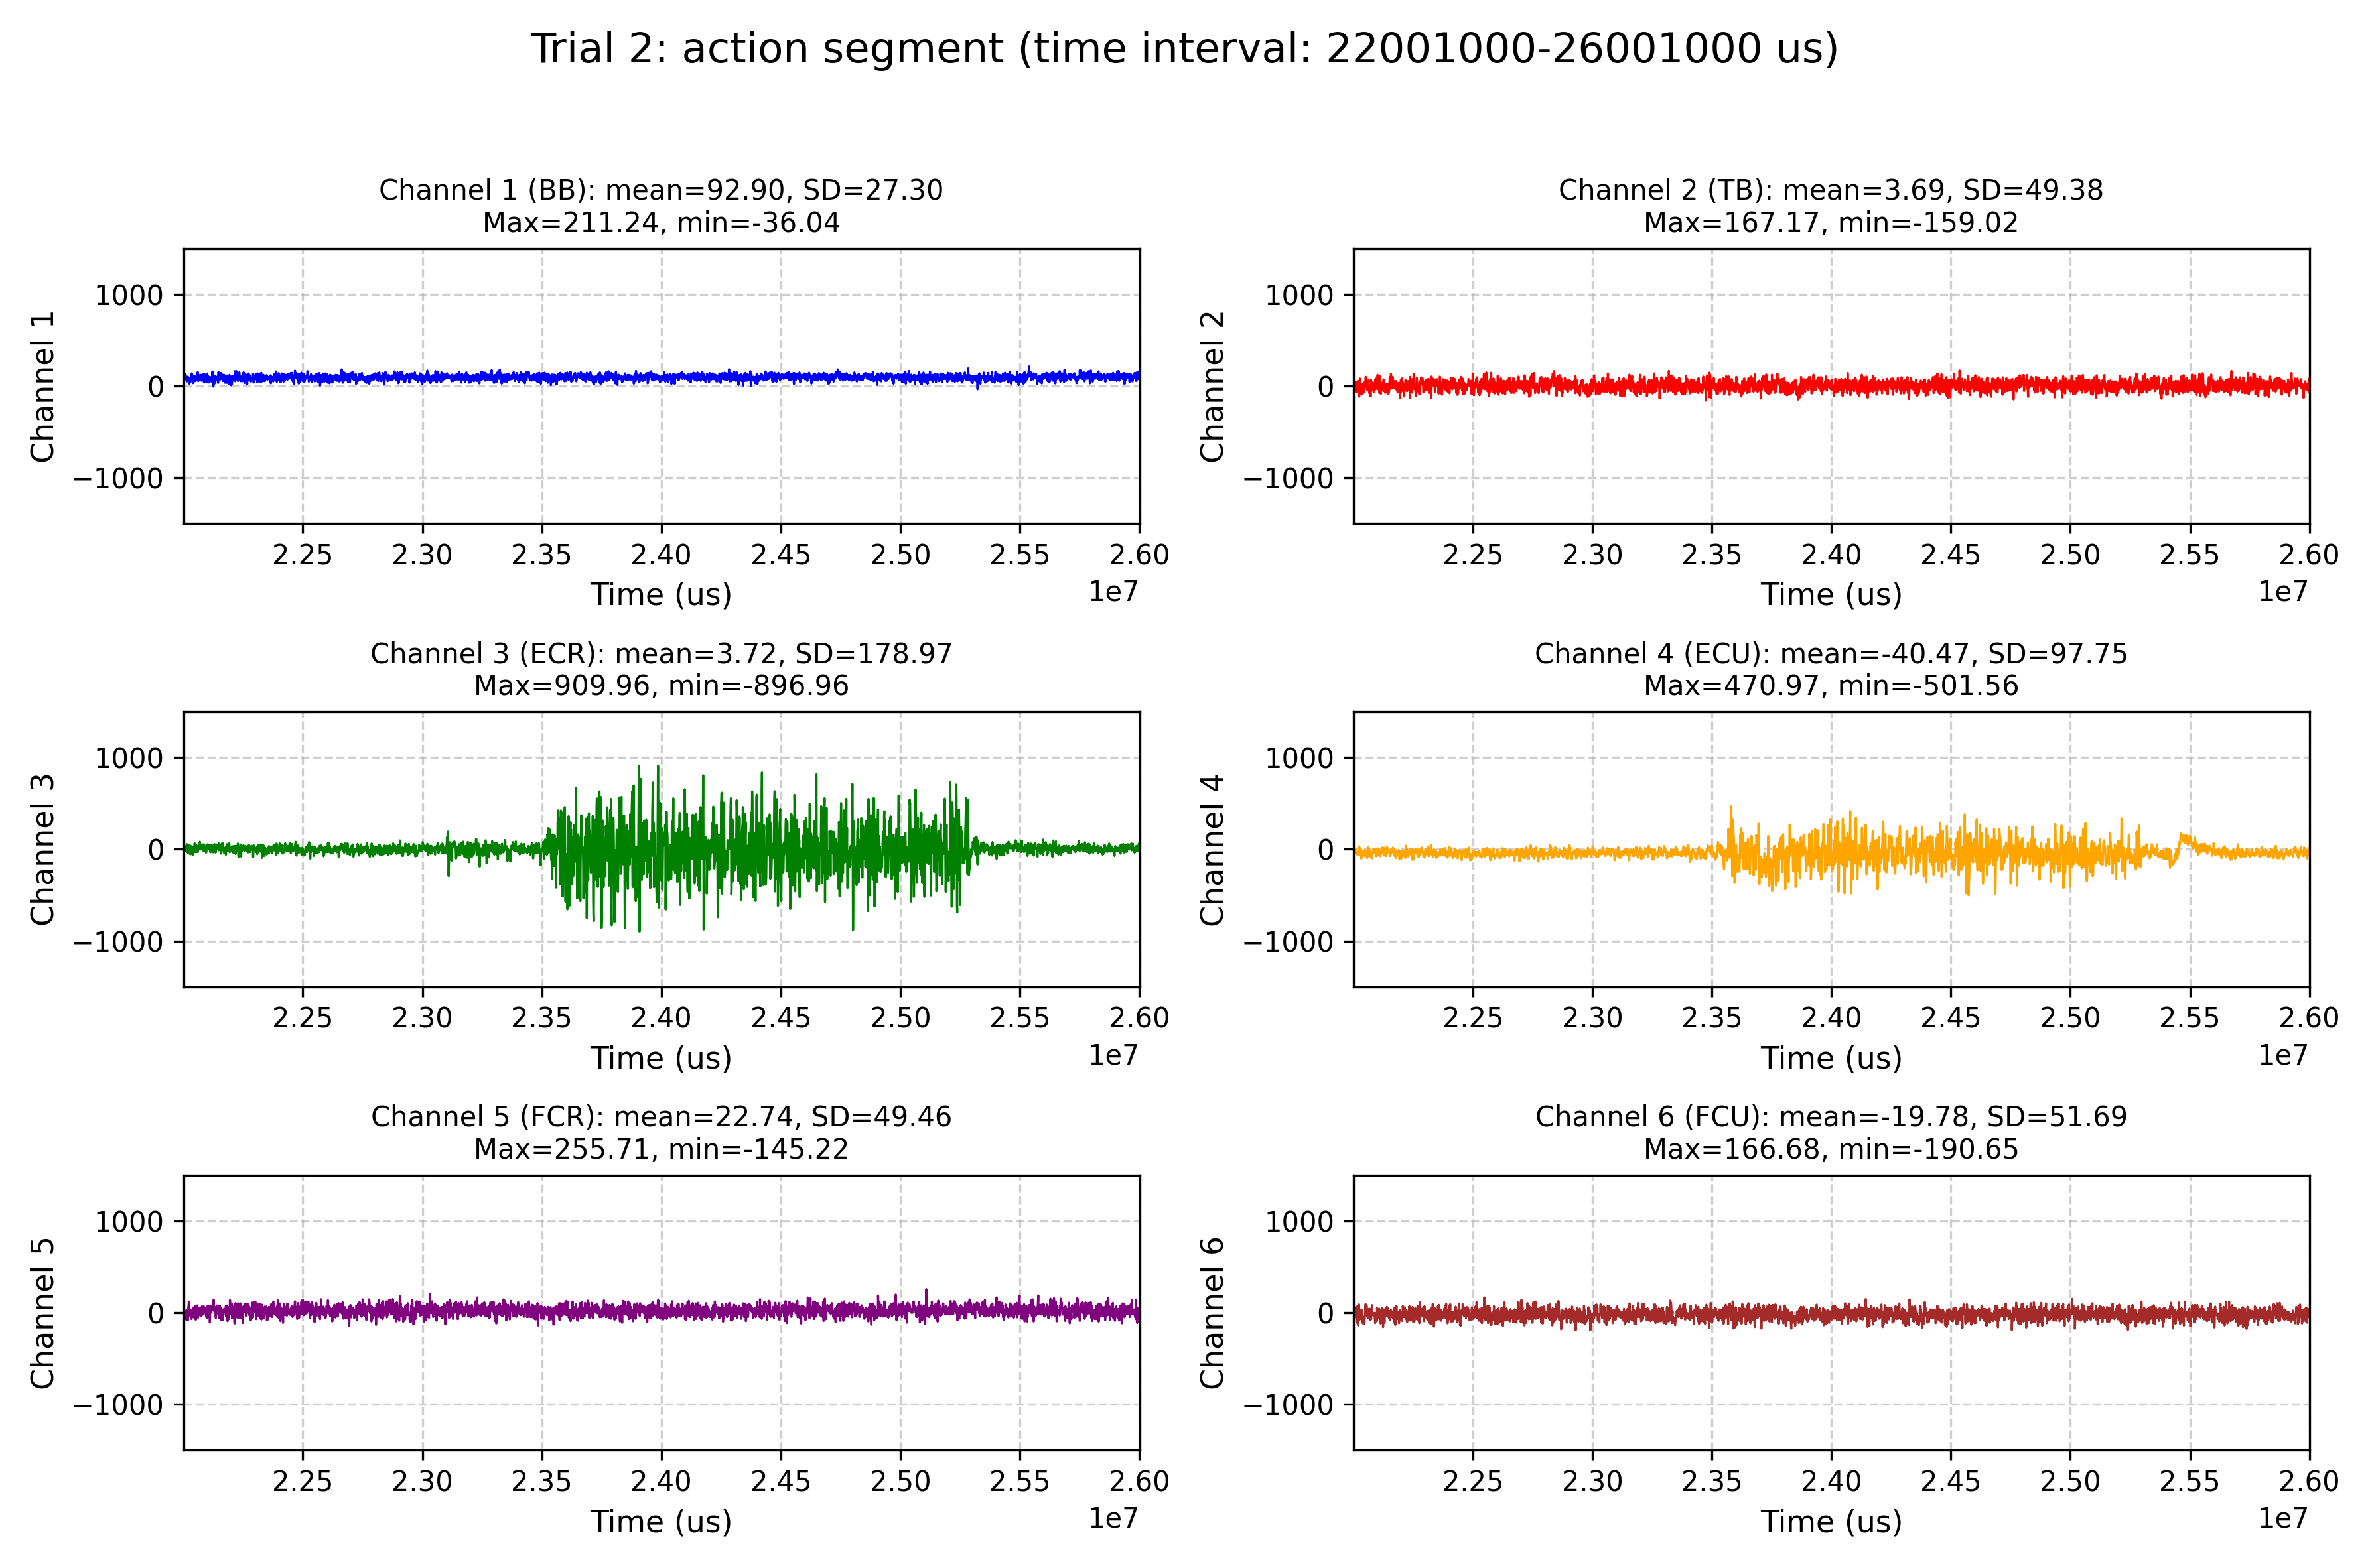 Trial 2: action segment (time interval: 22001000-26001000 us)
Channel 1 (BB): mean=92.90, SD=27.30
Max=211.24, min=-36.04
Channel 1
1000
0
−1000
2.25 2.30 2.35 2.40 2.45 2.50 2.55 2.60
Time (us)
1e7
Channel 2 (TB): mean=3.69, SD=49.38
Max=167.17, min=-159.02
Channel 2
1000
0
−1000
2.25 2.30 2.35 2.40 2.45 2.50 2.55 2.60
Time (us)
1e7
Channel 3 (ECR): mean=3.72, SD=178.97
Max=909.96, min=-896.96
Channel 3
1000
0
−1000
2.25 2.30 2.35 2.40 2.45 2.50 2.55 2.60
Time (us)
1e7
Channel 4 (ECU): mean=-40.47, SD=97.75
Max=470.97, min=-501.56
Channel 4
1000
0
−1000
2.25 2.30 2.35 2.40 2.45 2.50 2.55 2.60
Time (us)
1e7
Channel 5 (FCR): mean=22.74, SD=49.46
Max=255.71, min=-145.22
Channel 5
1000
0
−1000
2.25 2.30 2.35 2.40 2.45 2.50 2.55 2.60
Time (us)
1e7
Channel 6 (FCU): mean=-19.78, SD=51.69
Max=166.68, min=-190.65
Channel 6
1000
0
−1000
2.25 2.30 2.35 2.40 2.45 2.50 2.55 2.60
Time (us)
1e7